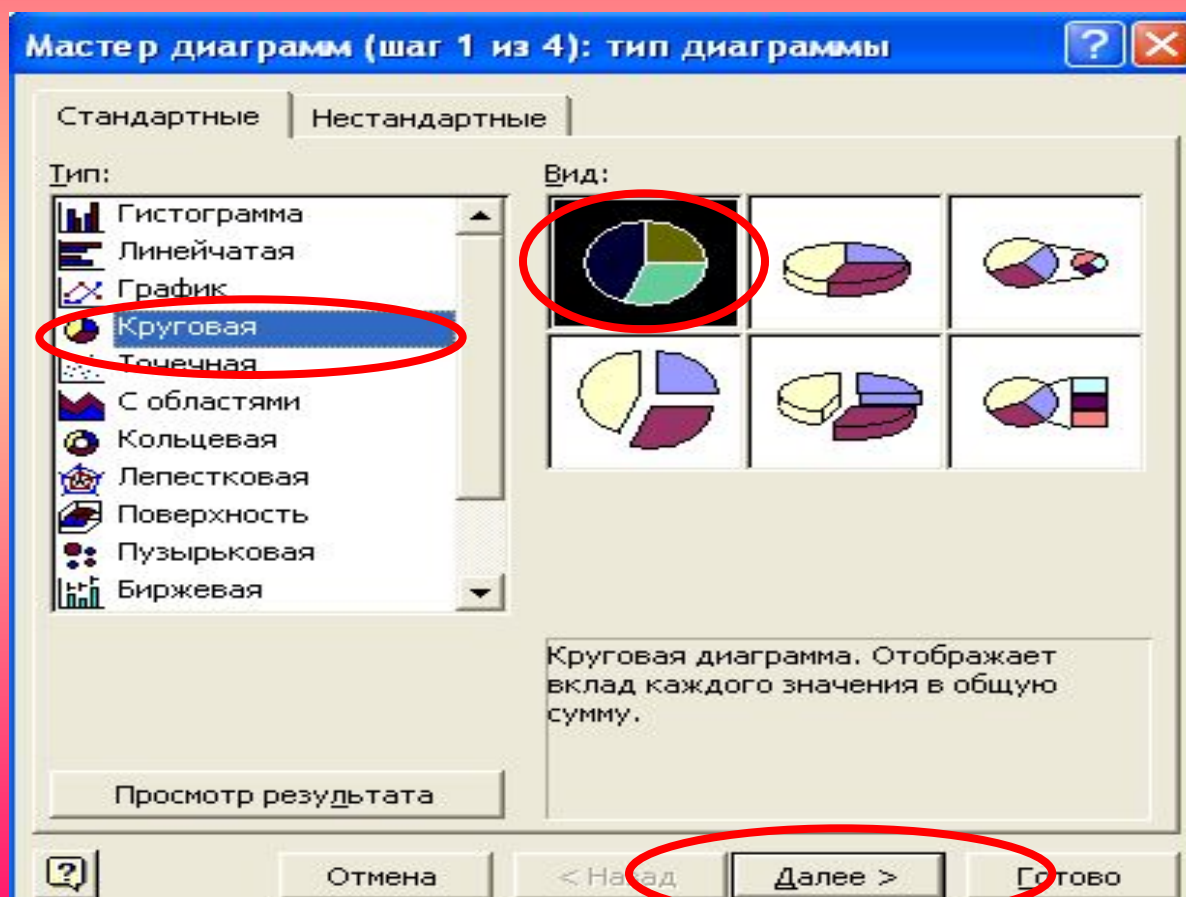 Мастер диаграмм (шаг 1 из 4): тип диаграммы
Стандартные
Нестандартные
Тип:
Вид:
Гистограмма
Линейчатая
График
Круговая
Точечная
С областями
Кольцевая
Лепестковая
Поверхность
Пузырьковая
Биржевая
Круговая диаграмма. Отображает
вклад каждого значения в общую
сумму.
Просмотр результата
Отмена
< Назад
Далее >
Готово